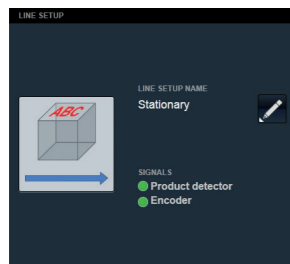 LINE SETUP
LINE SETUP NAME
Stationary
ABC
SIGNALS
Product detector
Encoder